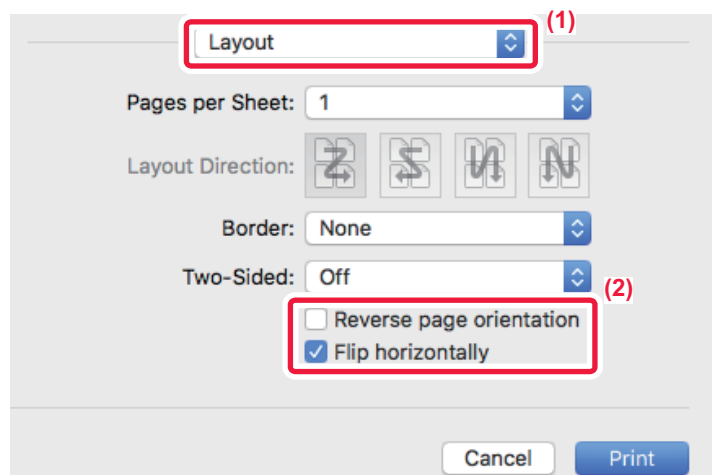 (1)
Layout
Pages per Sheet: 1
Layout Direction:
Border: None
Two-Sided: Off
(2)
Reverse page orientation
Flip horizontally
Cancel Print